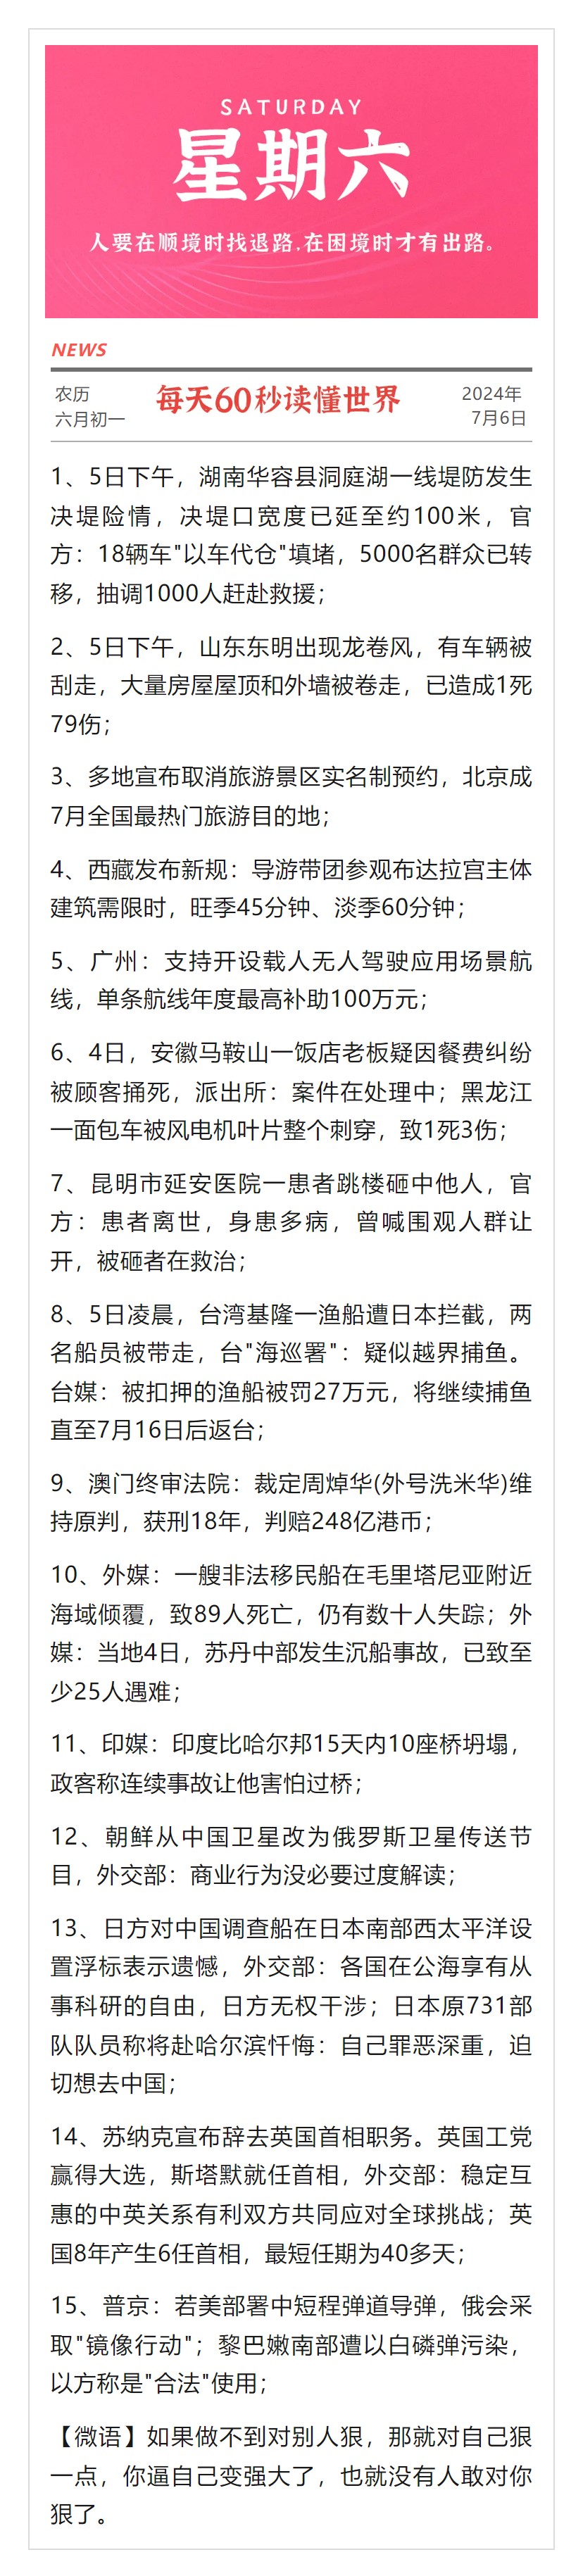 SATURDAY
星期六
人要在顺境时找退路.在困境时才有出路。
NEWS
农历
六月初一
每天60秒读懂世界
2024年
7月6日
1、5日下午，湖南华容县洞庭湖一线堤防发生
决堤险情，决堤口宽度已延至约100米，官
方：18辆车"以车代仓"填堵，5000名群众已转
移，抽调1000人赶赴救援；
2、5日下午，山东东明出现龙卷风，有车辆被
刮走，大量房屋屋顶和外墙被卷走，已造成1死
79伤；
3、多地宣布取消旅游景区实名制预约，北京成
7月全国最热门旅游目的地；
4、西藏发布新规：导游带团参观布达拉宫主体
建筑需限时，旺季45分钟、淡季60分钟；
5、广州：支持开设载人无人驾驶应用场景航
线，单条航线年度最高补助100万元；
6、4日，安徽马鞍山一饭店老板疑因餐费纠纷
被顾客捅死，派出所：案件在处理中；黑龙江
一面包车被风电机叶片整个刺穿，致1死3伤；
7、昆明市延安医院一患者跳楼砸中他人，官
方：患者离世，身患多病，曾喊围观人群让
开，被砸者在救治；
8、5日凌晨，台湾基隆一渔船遭日本拦截，两
名船员被带走，台"海巡署"：疑似越界捕鱼。
台媒：被扣押的渔船被罚27万元，将继续捕鱼
直至7月16日后返台；
9、澳门终审法院：裁定周焯华(外号洗米华)维
持原判，获刑18年，判赔248亿港币；
10、外媒：一艘非法移民船在毛里塔尼亚附近
海域倾覆，致89人死亡，仍有数十人失踪；外
媒：当地4日，苏丹中部发生沉船事故，已致至
少25人遇难；
11、印媒：印度比哈尔邦15天内10座桥坍塌，
政客称连续事故让他害怕过桥；
12、朝鲜从中国卫星改为俄罗斯卫星传送节
目，外交部：商业行为没必要过度解读；
13、日方对中国调查船在日本南部西太平洋设
置浮标表示遗憾，外交部：各国在公海享有从
事科研的自由，日方无权干涉；日本原731部
队队员称将赴哈尔滨忏悔：自己罪恶深重，迫
切想去中国；
14、苏纳克宣布辞去英国首相职务。英国工党
赢得大选，斯塔默就任首相，外交部：稳定互
惠的中英关系有利双方共同应对全球挑战；英
国8年产生6任首相，最短任期为40多天；
15、普京：若美部署中短程弹道导弹，俄会采
取"镜像行动"；黎巴嫩南部遭以白磷弹污染，
以方称是"合法"使用；
【微语】如果做不到对别人狠，那就对自己狠
一点，你逼自己变强大了，也就没有人敢对你
狠了。